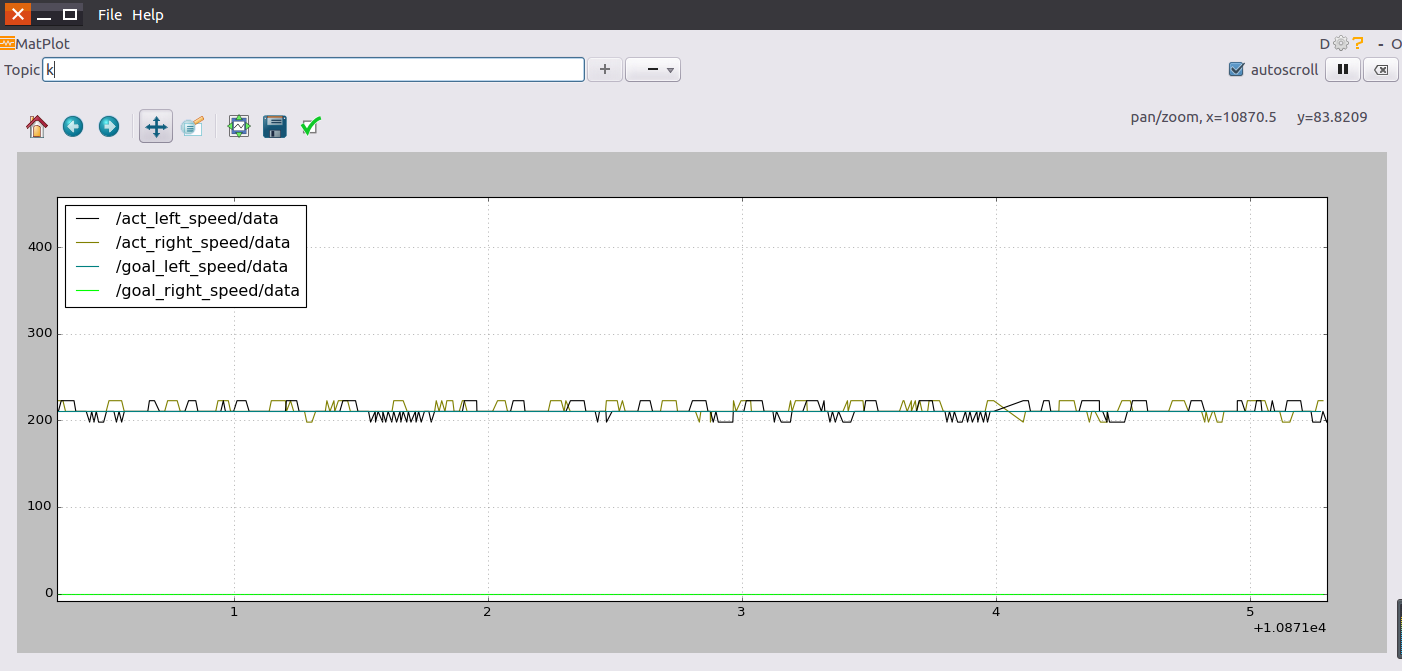 File Help
MatPlot D ? - O
Topic k + - autoscroll
pan/zoom, x=10870.5 y=83.8209
/act_left_speed/data
/act_right_speed/data
/goal_left_speed/data
/goal_right_speed/data
400
300
200
100
0
1 2 3 4 5
+1.0871e4